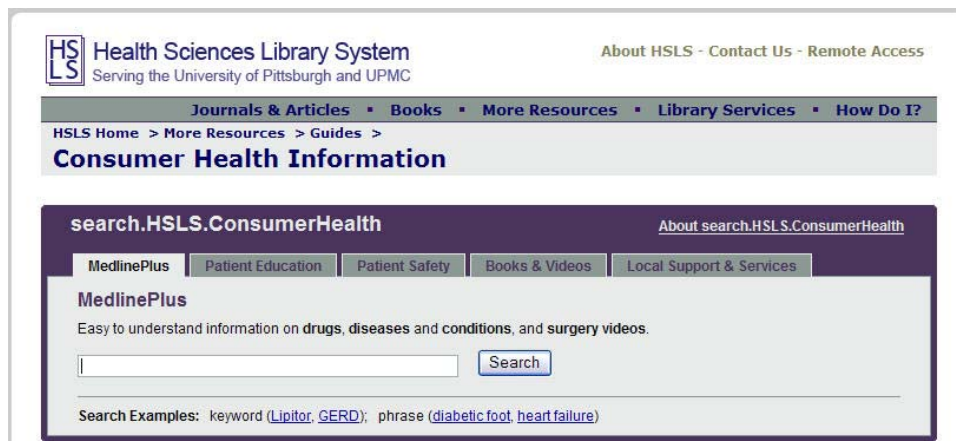 HSLS Health Sciences Library System
Serving the University of Pittsburgh and UPMC
About HSLS - Contact Us - Remote Access
Journals & Articles ▪ Books ▪ More Resources ▪ Library Services ▪ How Do I?
HSLS Home > More Resources > Guides >
Consumer Health Information
search.HSLS.ConsumerHealth
About search.HSLS.ConsumerHealth
MedlinePlus Patient Education Patient Safety Books & Videos Local Support & Services
MedlinePlus
Easy to understand information on drugs, diseases and conditions, and surgery videos.
Search
Search Examples: keyword (Lipitor, GERD); phrase (diabetic foot, heart failure)